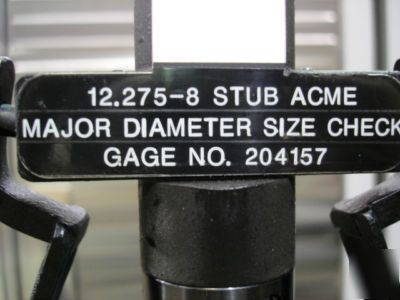 12.275-8 STUB ACME
MAJOR DIAMETER SIZE CHECK
GAGE NO. 204157